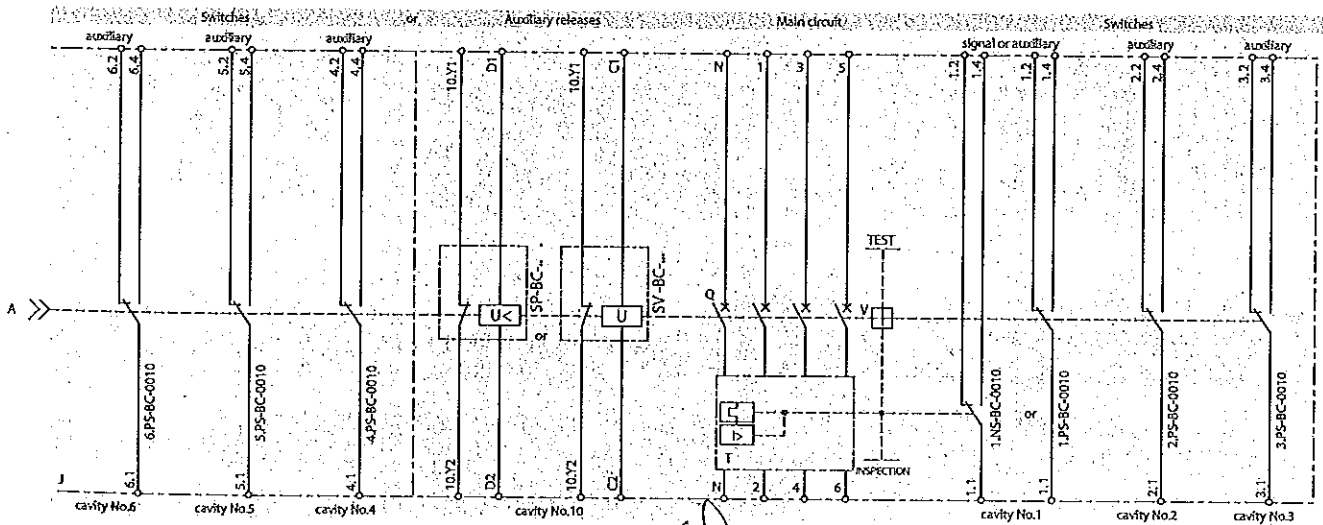 Switches or Auxiliary releases Main circuit Switches
auxiliary auxiliary auxiliary signal or auxiliary auxiliary auxiliary
6.2 6.4 5.2 5.4 4.2 4.4 10.Y1 D1 10.Y1 N 1 3 5 1.2 1.4 1.2 1.4 2.2 2.4 3.2 3.4
TEST
SP-BC-... SV-BC-...
A Q V
U< U
or
6.PS-BC-0010 5.PS-BC-0010 4.PS-BC-0010 1.NS-BC-0010 or 1.PS-BC-0010 2.PS-BC-0010 3.PS-BC-0010
I>
T
INSPECTION
J 6.1 5.1 4.1 10.Y2 D2 10.Y2 C2 N 2 4 6 1.1 1.1 2.1 3.1
cavity No.6 cavity No.5 cavity No.4 cavity No.10 cavity No.1 cavity No.2 cavity No.3